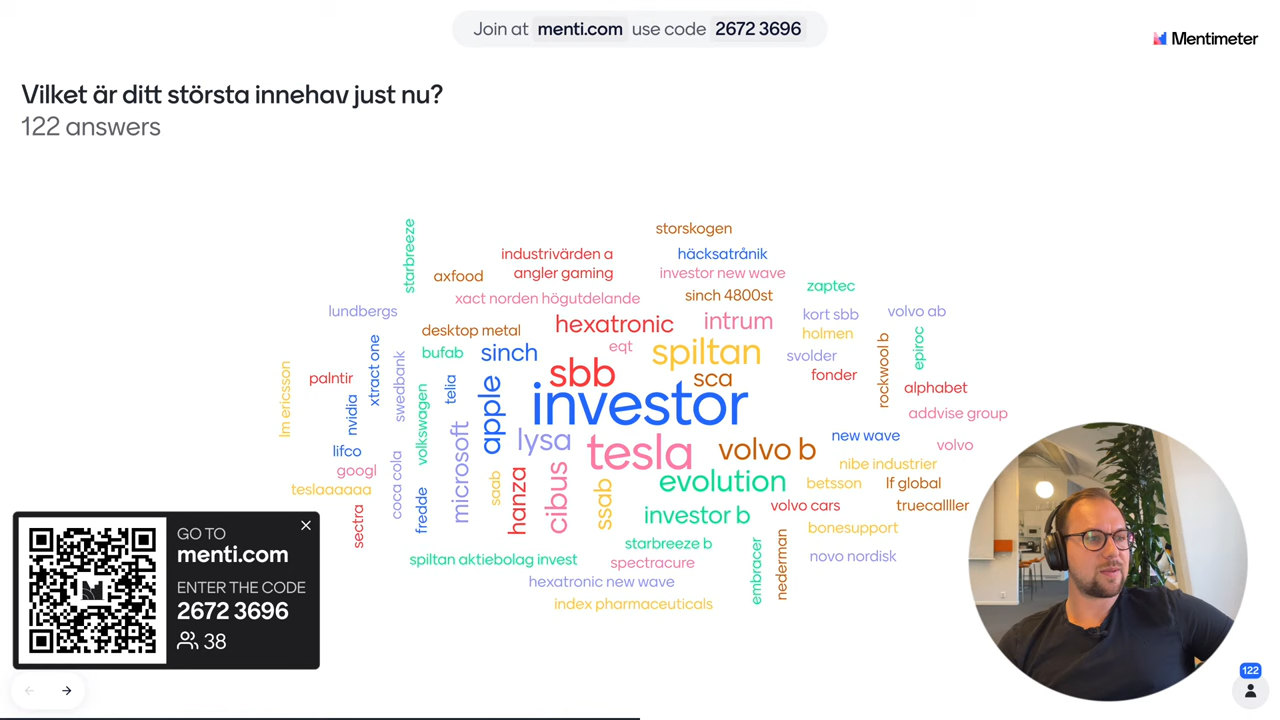 Join at menti.com use code 2672 3696
Mentimeter
Vilket är ditt största innehav just nu?
122 answers
starbreeze
storskogen
industrivärden a
häcksatrånik
axfood
angler gaming
investor new wave
zaptec
xact norden högutdelande
sinch 4800st
lundbergs
desktop metal
hexatronic
intrum
kort sbb
volvo ab
holmen
bufab
sinch
eqt
spiltan
svolder
rockwool b
epiroc
lm ericsson
palntir
xtract one
swedbank
telia
apple
sbb
sca
fonder
alphabet
nvidia
volkswagen
investor
addvise group
lifco
microsoft
lysa
tesla
volvo b
new wave
volvo
googl
teslaaaaaa
coca cola
saab
hanza
cibus
ssab
evolution
nibe industrier
betsson
lf global
sectra
fredde
investor b
volvo cars
truecallller
starbreeze b
bonesupport
spiltan aktiebolag invest
spectracure
embracer
nederman
novo nordisk
hexatronic new wave
index pharmaceuticals
GO TO
menti.com
ENTER THE CODE
2672 3696
38
122